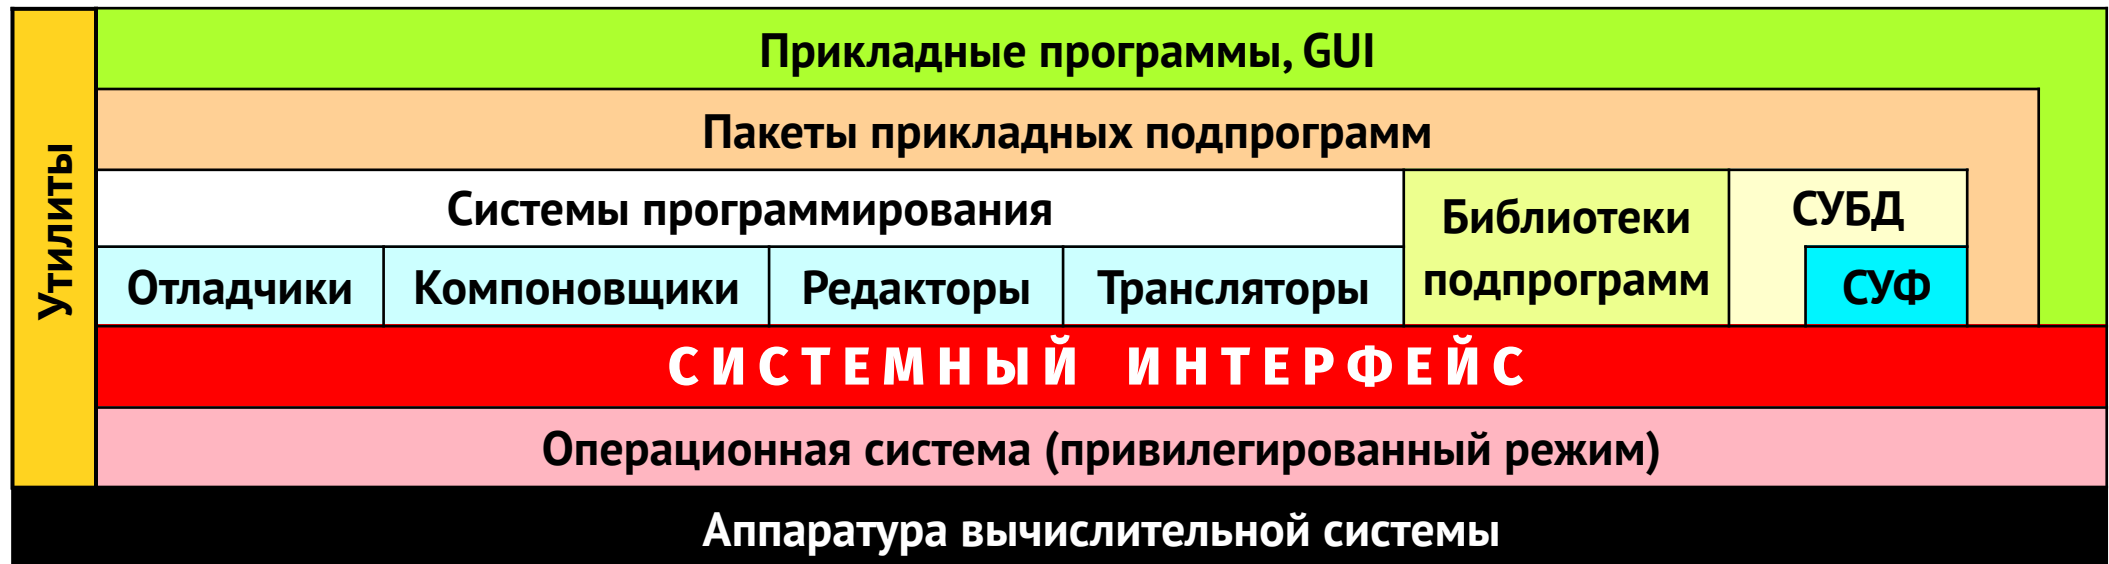 Утилиты
Прикладные программы, GUI
Пакеты прикладных подпрограмм
Системы программирования
Библиотеки
подпрограмм
СУБД
Отладчики
Компоновщики
Редакторы
Трансляторы
СУФ
СИСТЕМНЫЙ ИНТЕРФЕЙС
Операционная система (привилегированный режим)
Аппаратура вычислительной системы